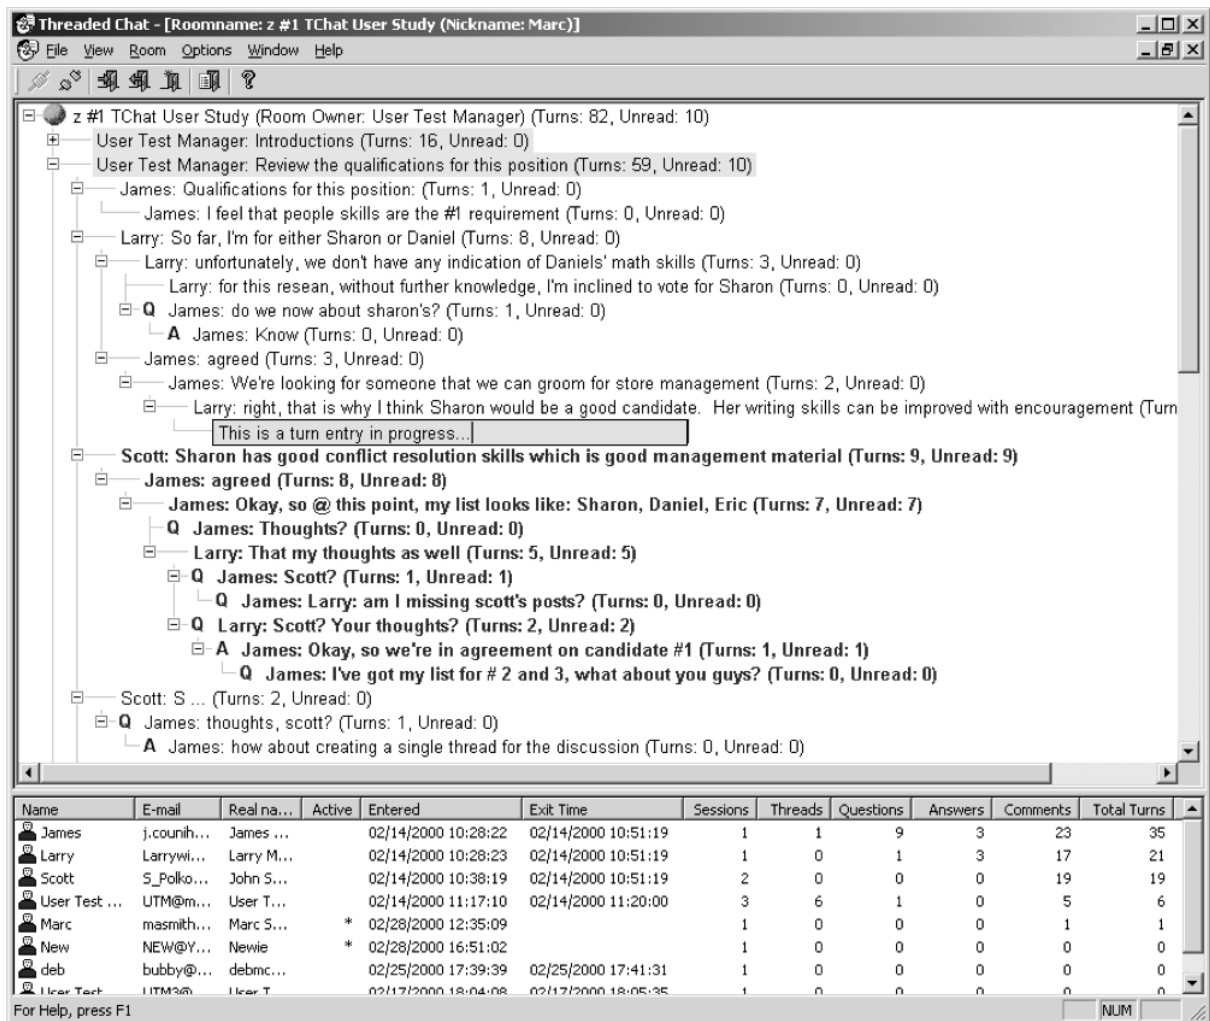 Threaded Chat - [Roomname: z #1 TChat User Study (Nickname: Marc)]
File View Room Options Window Help
z #1 TChat User Study (Room Owner: User Test Manager) (Turns: 82, Unread: 10)
User Test Manager: Introductions (Turns: 16, Unread: 0)
User Test Manager: Review the qualifications for this position (Turns: 59, Unread: 10)
James: Qualifications for this position: (Turns: 1, Unread: 0)
James: I feel that people skills are the #1 requirement (Turns: 0, Unread: 0)
Larry: So far, I'm for either Sharon or Daniel (Turns: 8, Unread: 0)
Larry: unfortunately, we don't have any indication of Daniels' math skills (Turns: 3, Unread: 0)
Larry: for this resean, without further knowledge, I'm inclined to vote for Sharon (Turns: 0, Unread: 0)
Q James: do we now about sharon's? (Turns: 1, Unread: 0)
A James: Know (Turns: 0, Unread: 0)
James: agreed (Turns: 3, Unread: 0)
James: We're looking for someone that we can groom for store management (Turns: 2, Unread: 0)
Larry: right, that is why I think Sharon would be a good candidate. Her writing skills can be improved with encouragement (Turn
This is a turn entry in progress...
Scott: Sharon has good conflict resolution skills which is good management material (Turns: 9, Unread: 9)
James: agreed (Turns: 8, Unread: 8)
James: Okay, so @ this point, my list looks like: Sharon, Daniel, Eric (Turns: 7, Unread: 7)
Q James: Thoughts? (Turns: 0, Unread: 0)
Larry: That my thoughts as well (Turns: 5, Unread: 5)
Q James: Scott? (Turns: 1, Unread: 1)
Q James: Larry: am I missing scott's posts? (Turns: 0, Unread: 0)
Q Larry: Scott? Your thoughts? (Turns: 2, Unread: 2)
A James: Okay, so we're in agreement on candidate #1 (Turns: 1, Unread: 1)
Q James: I've got my list for # 2 and 3, what about you guys? (Turns: 0, Unread: 0)
Scott: S ... (Turns: 2, Unread: 0)
Q James: thoughts, scott? (Turns: 1, Unread: 0)
A James: how about creating a single thread for the discussion (Turns: 0, Unread: 0)
Name E-mail Real na... Active Entered Exit Time Sessions Threads Questions Answers Comments Total Turns
James j.counih... James ... 02/14/2000 10:28:22 02/14/2000 10:51:19 1 1 9 3 23 35
Larry Larrywi... Larry M... 02/14/2000 10:28:23 02/14/2000 10:51:19 1 0 1 3 17 21
Scott S_Polko... John S... 02/14/2000 10:38:19 02/14/2000 10:51:19 2 0 0 0 19 19
User Test ... UTM@m... User T... 02/14/2000 11:17:10 02/14/2000 11:20:00 3 6 1 0 5 6
Marc masmith... Marc S... * 02/28/2000 12:35:09 1 0 0 0 1 1
New NEW@Y... Newie * 02/28/2000 16:51:02 1 0 0 0 0 0
deb bubby@... debmc... 02/25/2000 17:39:39 02/25/2000 17:41:31 1 0 0 0 0 0
User Test UTM3@ User T 02/17/2000 18:04:08 02/17/2000 18:05:35 1 0 0 0 0 0
For Help, press F1 NUM